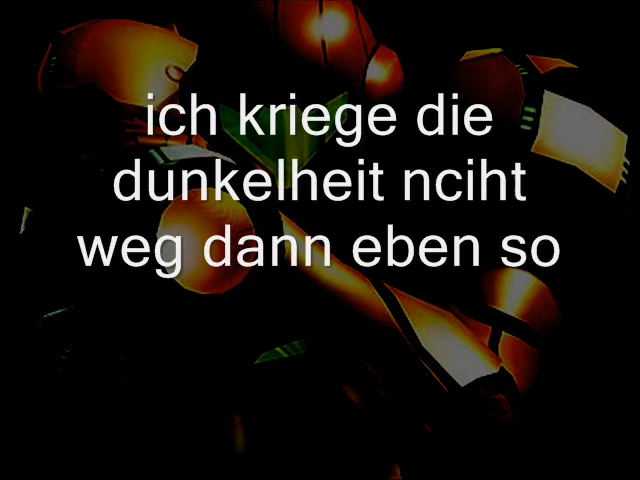 ich kriege die
dunkelheit nciht
weg dann eben so